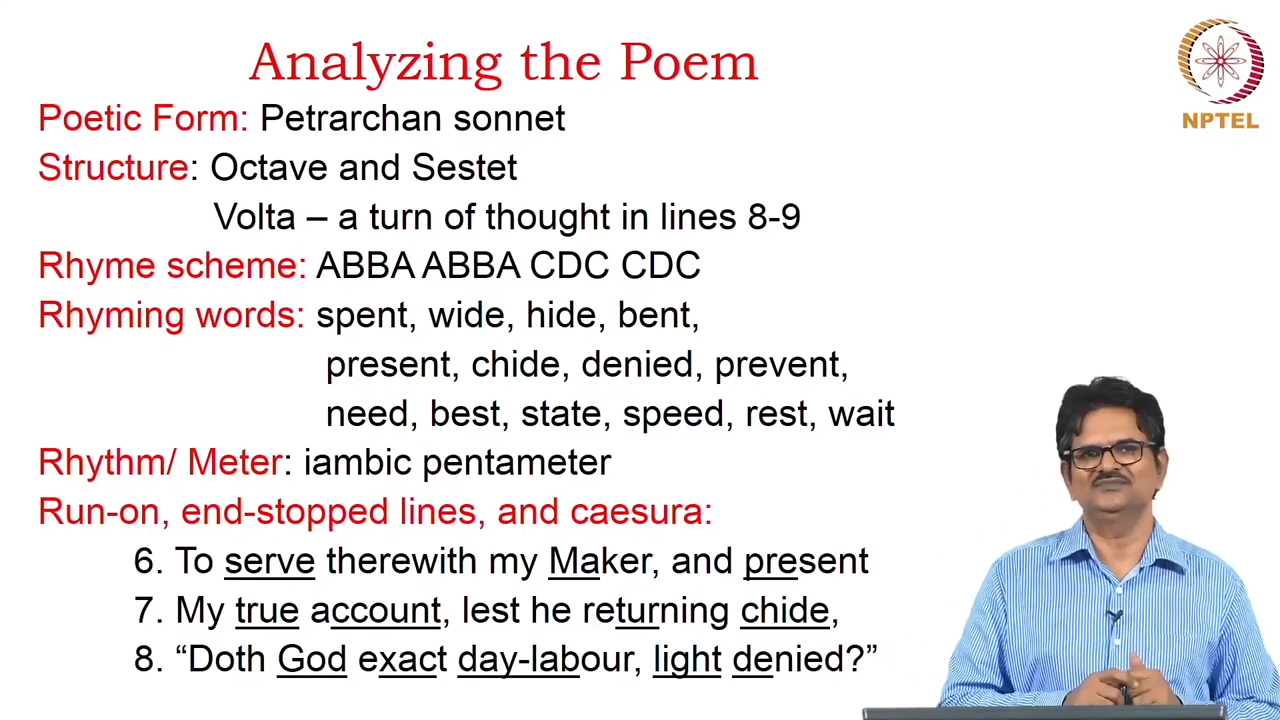 Analyzing the Poem
NPTEL
Poetic Form: Petrarchan sonnet
Structure: Octave and Sestet
Volta – a turn of thought in lines 8-9
Rhyme scheme: ABBA ABBA CDC CDC
Rhyming words: spent, wide, hide, bent,
present, chide, denied, prevent,
need, best, state, speed, rest, wait
Rhythm/ Meter: iambic pentameter
Run-on, end-stopped lines, and caesura:
6. To serve therewith my Maker, and present
7. My true account, lest he returning chide,
8. “Doth God exact day-labour, light denied?”